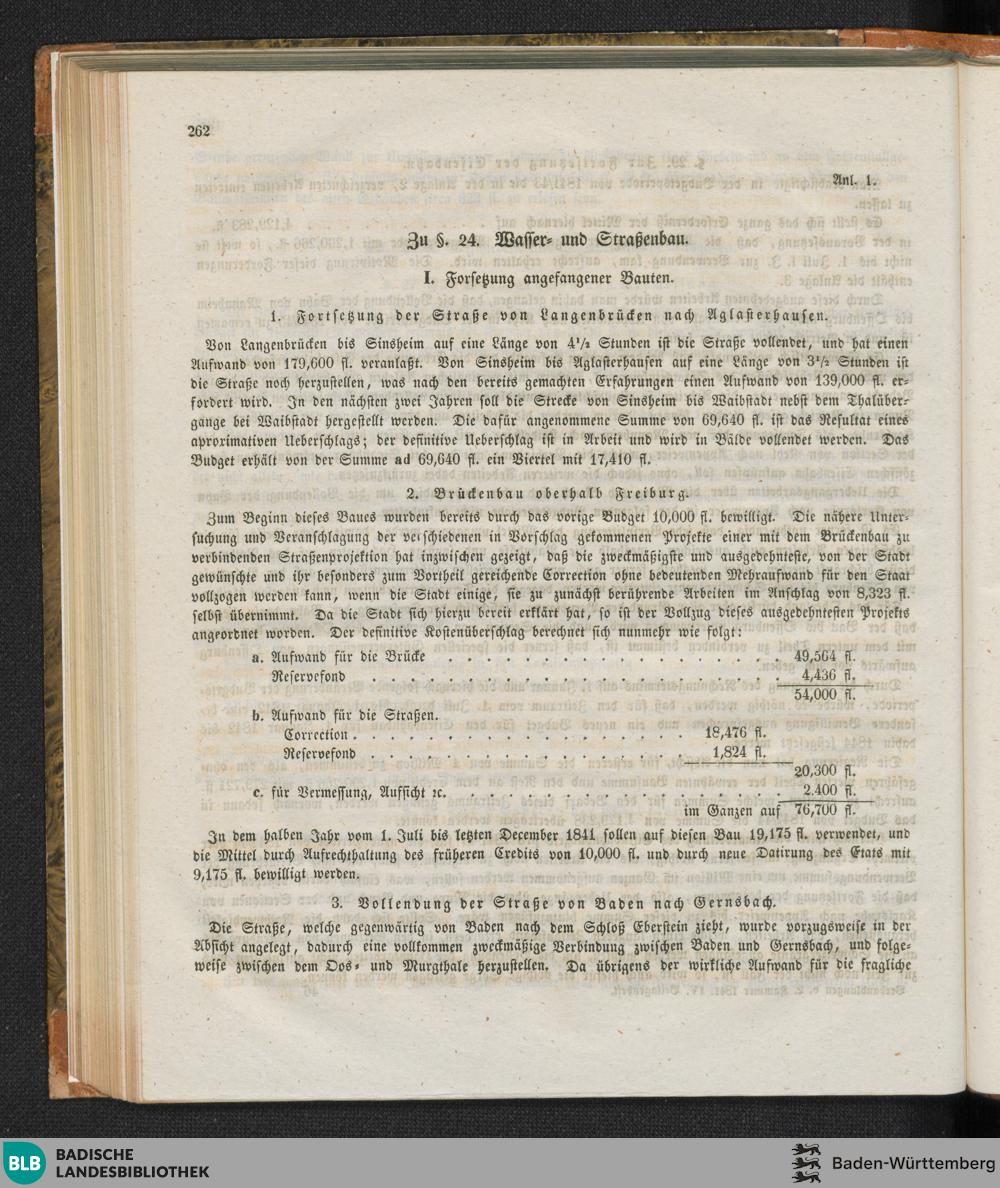 262
Anl. 1.
Zu §. 24. Wasser- und Straßenbau.
I. Forsetzung angefangener Bauten.
1. Fortsetzung der Straße von Langenbrücken nach Aglasterhausen.
Von Langenbrücken bis Sinsheim auf eine Länge von 4¹/₂ Stunden ist die Straße vollendet, und hat einen
Aufwand von 179,600 fl. veranlaßt. Von Sinsheim bis Aglasterhausen auf eine Länge von 3¹/₂ Stunden ist
die Straße noch herzustellen, was nach den bereits gemachten Erfahrungen einen Aufwand von 139,000 fl. er-
fordert wird. In den nächsten zwei Jahren soll die Strecke von Sinsheim bis Waibstadt nebst dem Thalüber-
gange bei Waibstadt hergestellt werden. Die dafür angenommene Summe von 69,640 fl. ist das Resultat eines
aproximativen Ueberschlags; der definitive Ueberschlag ist in Arbeit und wird in Bälde vollendet werden. Das
Budget erhält von der Summe ad 69,640 fl. ein Viertel mit 17,410 fl.
2. Brückenbau oberhalb Freiburg.
Zum Beginn dieses Baues wurden bereits durch das vorige Budget 10,000 fl. bewilligt. Die nähere Unter-
suchung und Veranschlagung der verschiedenen in Vorschlag gekommenen Projekte einer mit dem Brückenbau zu
verbindenden Straßenprojektion hat inzwischen gezeigt, daß die zweckmäßigste und ausgedehnteste, von der Stadt
gewünschte und ihr besonders zum Vortheil gereichende Correction ohne bedeutenden Mehraufwand für den Staat
vollzogen werden kann, wenn die Stadt einige, sie zu zunächst berührende Arbeiten im Anschlag von 8,323 fl.
selbst übernimmt. Da die Stadt sich hierzu bereit erklärt hat, so ist der Vollzug dieses ausgedehntesten Projekts
angeordnet worden. Der definitive Kostenüberschlag berechnet sich nunmehr wie folgt:
a. Aufwand für die Brücke . . . . . . . . . . . . . . . . . . 49,564 fl.
Reservefond . . . . . . . . . . . . . . . . . . . . . . 4,436 fl.
54,000 fl.
b. Aufwand für die Straßen.
Correction . . . . . . . . . . . . . . . . . . 18,476 fl.
Reservefond . . . . . . . . . . . . . . . . . 1,824 fl.
20,300 fl.
c. für Vermessung, Aufsicht ꝛc. . . . . . . . . . . . . . . . . . . 2.400 fl.
im Ganzen auf 76,700 fl.
In dem halben Jahr vom 1. Juli bis letzten December 1841 sollen auf diesen Bau 19,175 fl. verwendet, und
die Mittel durch Aufrechthaltung des früheren Credits von 10,000 fl. und durch neue Datirung des Etats mit
9,175 fl. bewilligt werden.
3. Vollendung der Straße von Baden nach Gernsbach.
Die Straße, welche gegenwärtig von Baden nach dem Schloß Eberstein zieht, wurde vorzugsweise in der
Absicht angelegt, dadurch eine vollkommen zweckmäßige Verbindung zwischen Baden und Gernsbach, und folge-
weise zwischen dem Oos- und Murgthale herzustellen. Da übrigens der wirkliche Aufwand für die fragliche
BLB
BADISCHE
LANDESBIBLIOTHEK
Baden-Württemberg